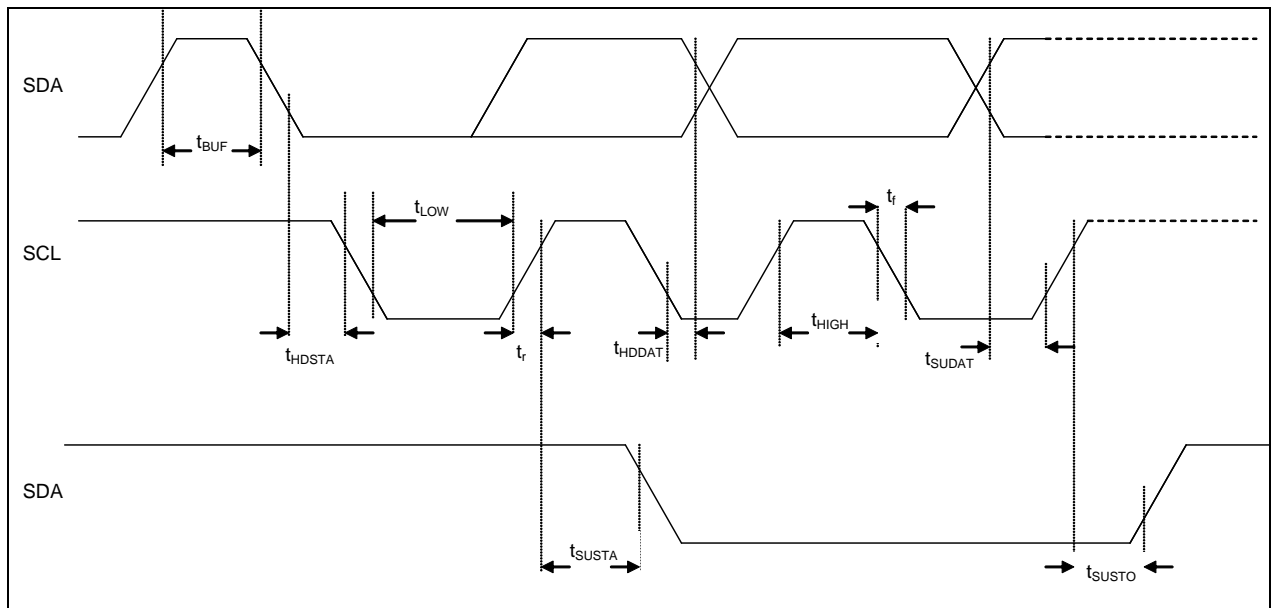 SDA
tBUF
tLOW
tf
SCL
tHDSTA
tr
tHDDAT
tHIGH
tSUDAT
SDA
tSUSTA
tSUSTO